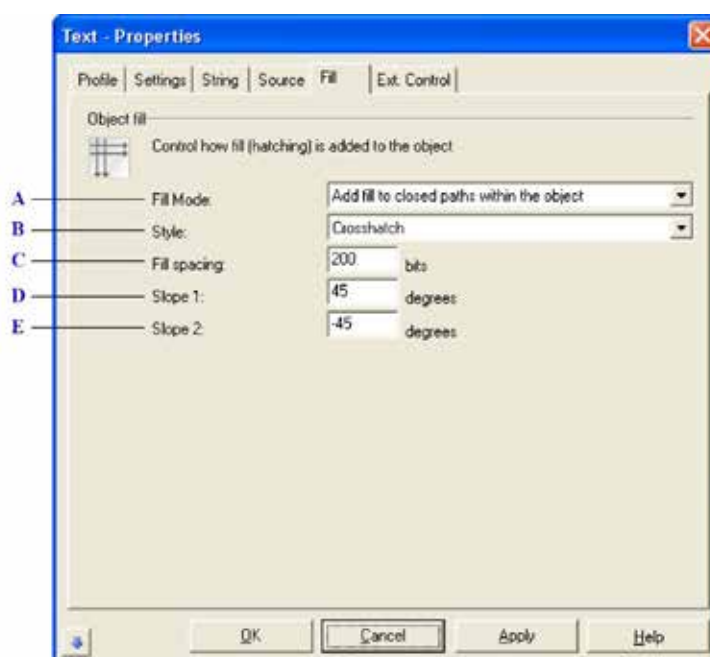 Text - Properties
Profile Settings String Source Fill Ext. Control
Object fill
Control how fill (hatching) is added to the object
A Fill Mode: Add fill to closed paths within the object
B Style: Crosshatch
C Fill spacing: 200 bits
D Slope 1: 45 degrees
E Slope 2: -45 degrees
OK Cancel Apply Help